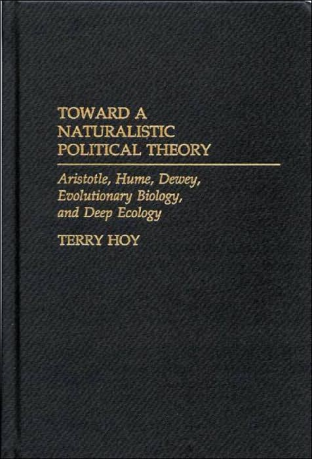 TOWARD A
NATURALISTIC
POLITICAL THEORY
Aristotle, Hume, Dewey,
Evolutionary Biology,
and Deep Ecology
TERRY HOY